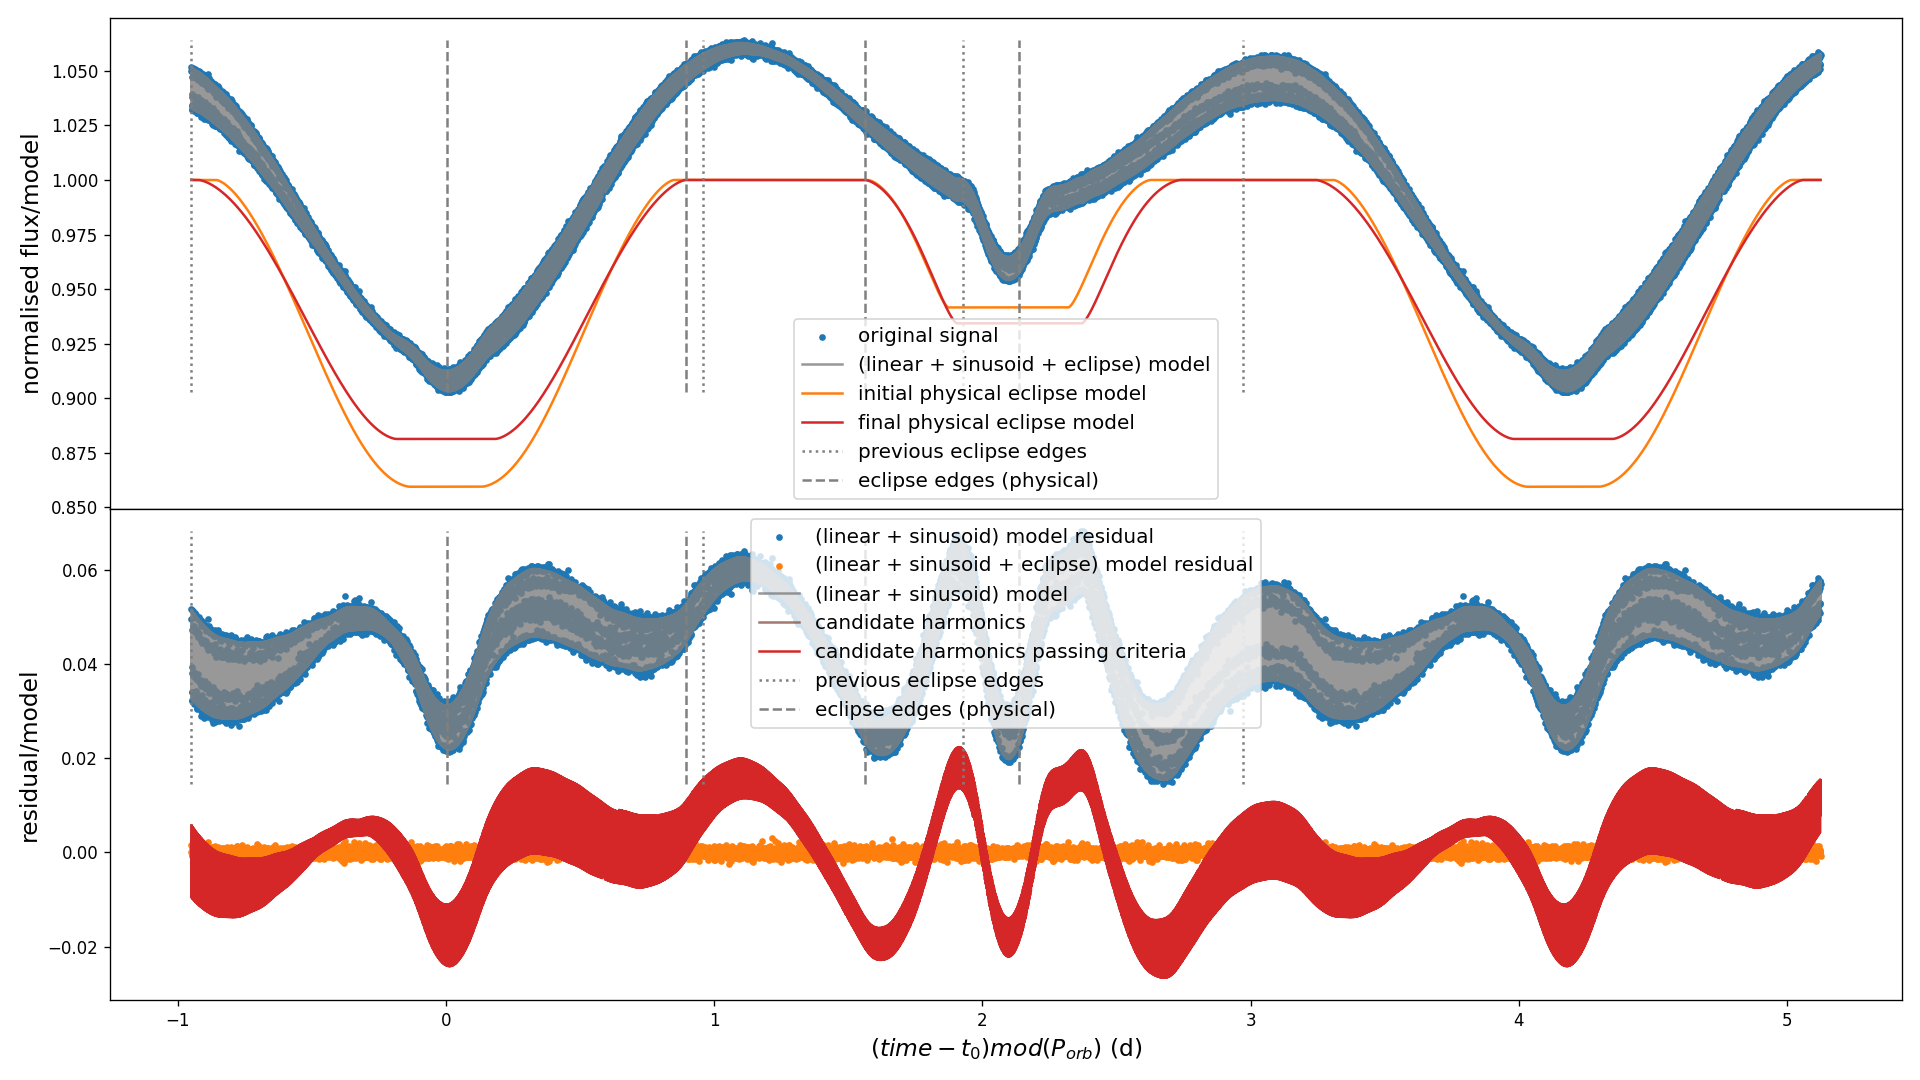 normalised flux/model
1.050
1.025
1.000
0.975
0.950
0.925
0.900
0.875
0.850
original signal
(linear + sinusoid + eclipse) model
initial physical eclipse model
final physical eclipse model
previous eclipse edges
eclipse edges (physical)
residual/model
0.06
0.04
0.02
0.00
−0.02
(linear + sinusoid) model residual
(linear + sinusoid + eclipse) model residual
(linear + sinusoid) model
candidate harmonics
candidate harmonics passing criteria
previous eclipse edges
eclipse edges (physical)
−1 0 1 2 3 4 5
(time − t₀)mod(P_orb) (d)